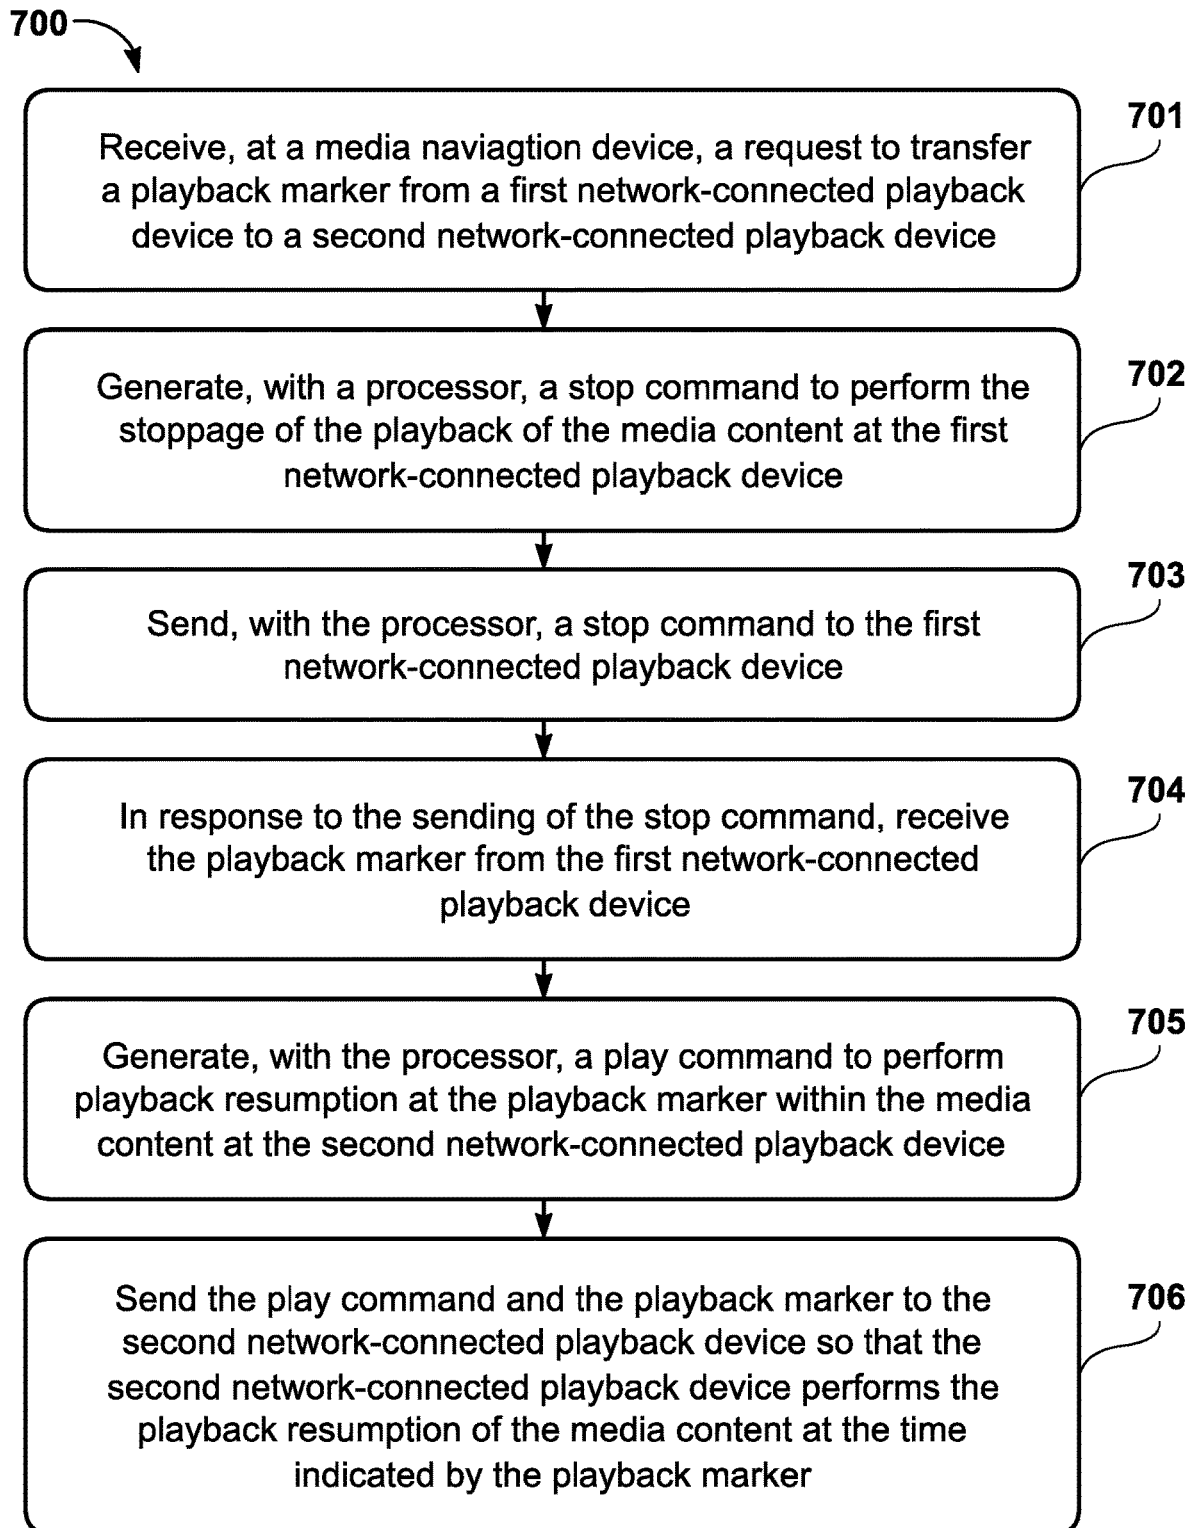 700
701
Receive, at a media naviagtion device, a request to transfer
a playback marker from a first network-connected playback
device to a second network-connected playback device
702
Generate, with a processor, a stop command to perform the
stoppage of the playback of the media content at the first
network-connected playback device
703
Send, with the processor, a stop command to the first
network-connected playback device
704
In response to the sending of the stop command, receive
the playback marker from the first network-connected
playback device
705
Generate, with the processor, a play command to perform
playback resumption at the playback marker within the media
content at the second network-connected playback device
706
Send the play command and the playback marker to the
second network-connected playback device so that the
second network-connected playback device performs the
playback resumption of the media content at the time
indicated by the playback marker